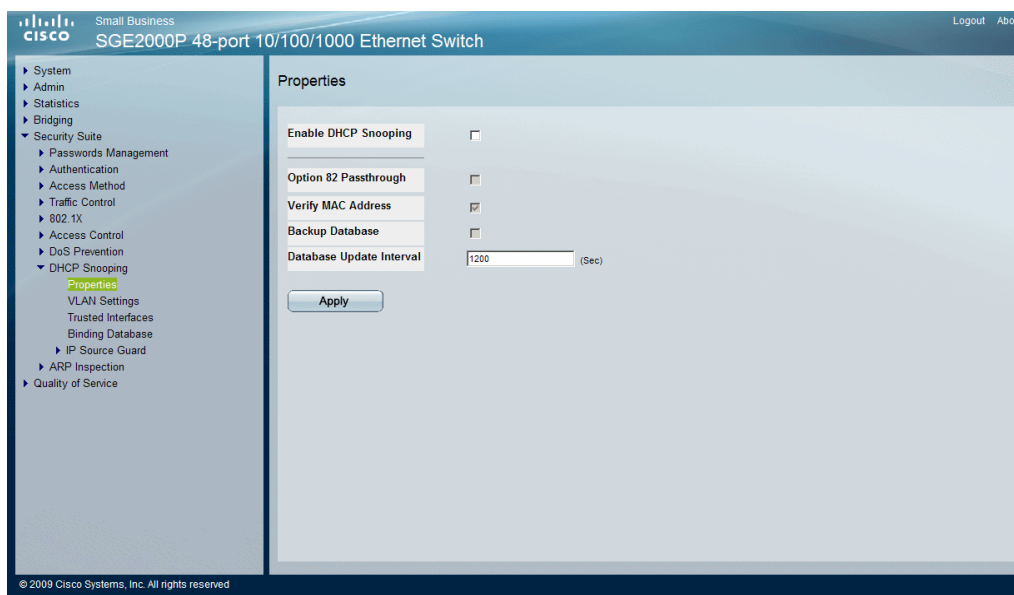 Small Business
CISCO
SGE2000P 48-port 10/100/1000 Ethernet Switch
Logout
System
Admin
Statistics
Bridging
Security Suite
Passwords Management
Authentication
Access Method
Traffic Control
802.1X
Access Control
DoS Prevention
DHCP Snooping
Properties
VLAN Settings
Trusted Interfaces
Binding Database
IP Source Guard
ARP Inspection
Quality of Service
Properties
Enable DHCP Snooping
Option 82 Passthrough
Verify MAC Address
Backup Database
Database Update Interval 1200 (Sec)
Apply
© 2009 Cisco Systems, Inc. All rights reserved